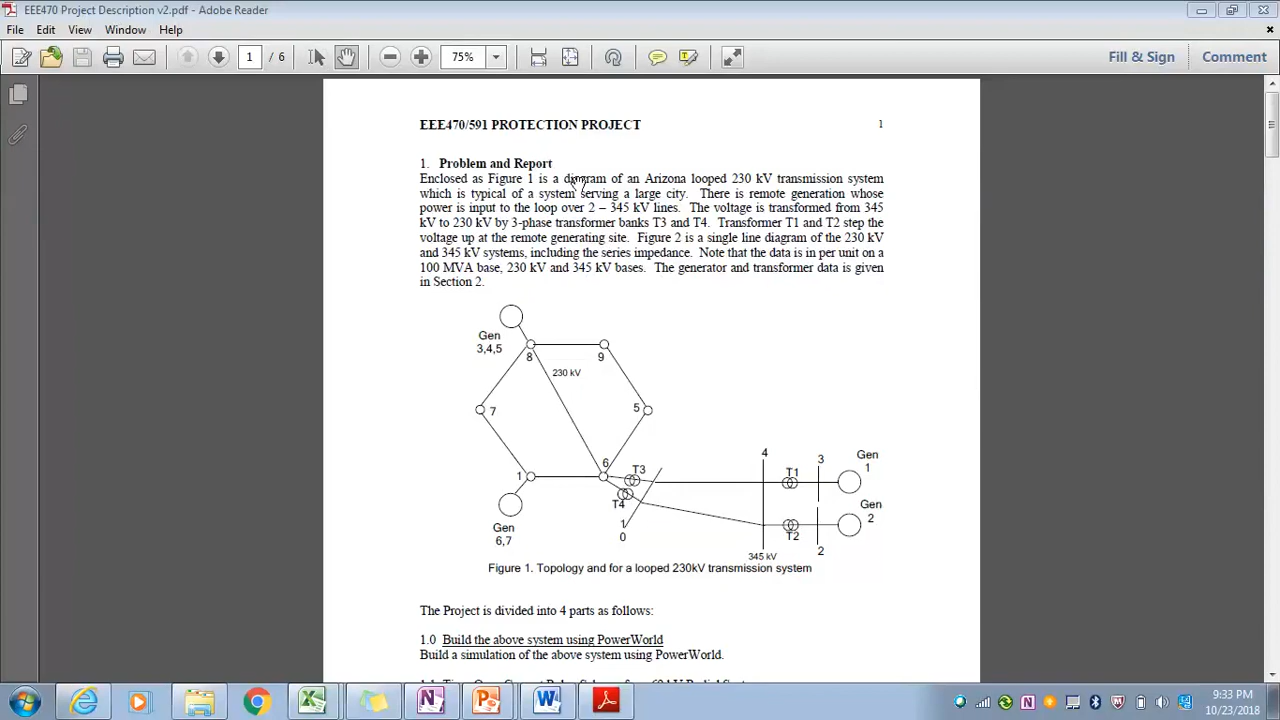 EEE470 Project Description v2.pdf - Adobe Reader
File Edit View Window Help
1 / 6 75% Fill & Sign Comment
EEE470/591 PROTECTION PROJECT 1
1. Problem and Report
Enclosed as Figure 1 is a diagram of an Arizona looped 230 kV transmission system
which is typical of a system serving a large city. There is remote generation whose
power is input to the loop over 2 – 345 kV lines. The voltage is transformed from 345
kV to 230 kV by 3-phase transformer banks T3 and T4. Transformer T1 and T2 step the
voltage up at the remote generating site. Figure 2 is a single line diagram of the 230 kV
and 345 kV systems, including the series impedance. Note that the data is in per unit on a
100 MVA base, 230 kV and 345 kV bases. The generator and transformer data is given
in Section 2.
Gen
3,4,5
8
9
230 kV
7
5
1
6
T3
T4
Gen
6,7
1
0
4
T1
3
Gen
1
Gen
2
T2
2
345 kV
Figure 1. Topology and for a looped 230kV transmission system
The Project is divided into 4 parts as follows:
1.0 Build the above system using PowerWorld
Build a simulation of the above system using PowerWorld.
9:33 PM
10/23/2018